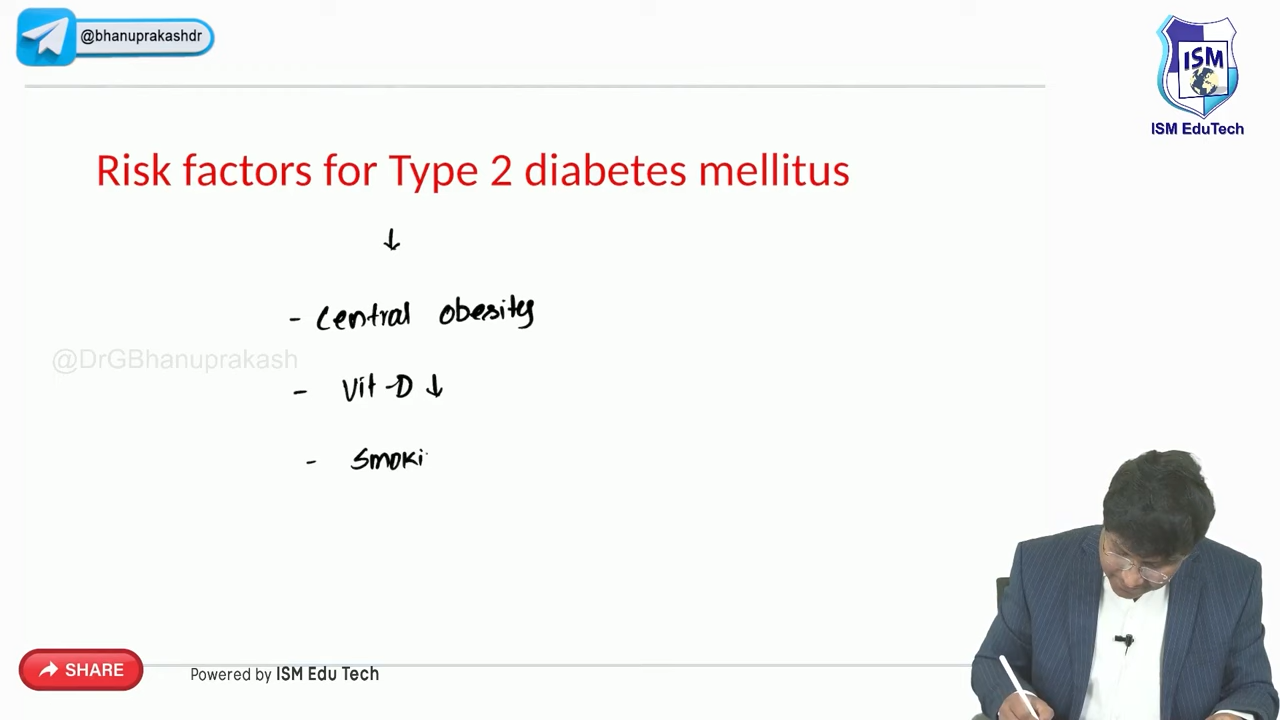 @bhanuprakashdr
ISM
ISM EduTech
Risk factors for Type 2 diabetes mellitus
↓
- Central obesity
@DrGBhanuprakash
- Vit-D ↓
- Smoki
SHARE
Powered by ISM Edu Tech